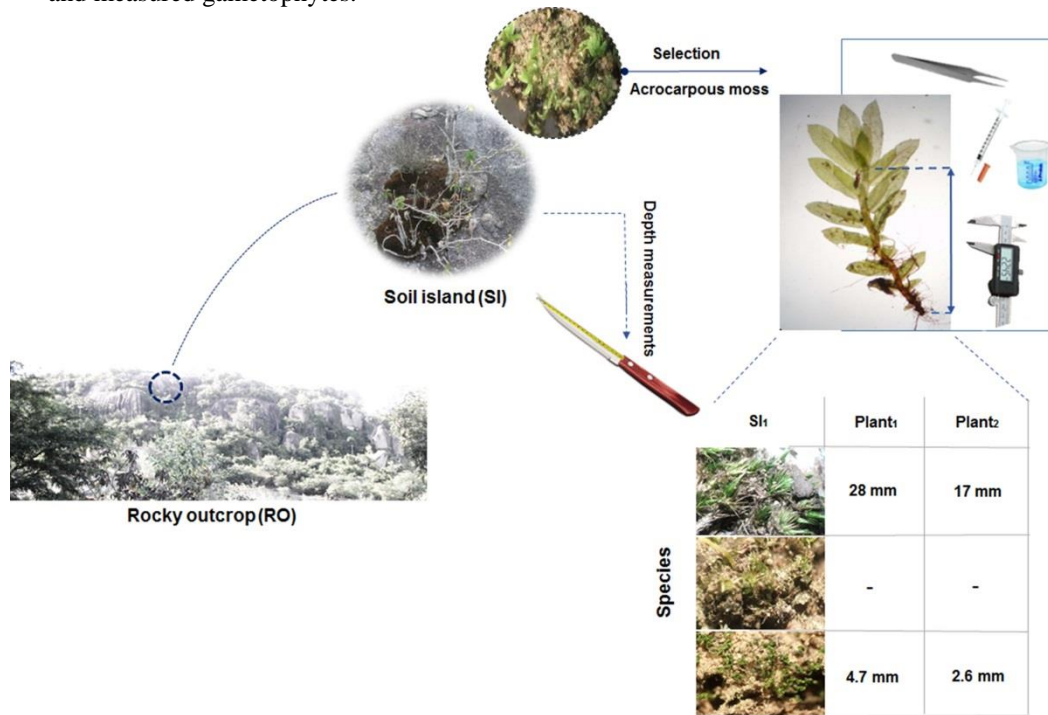 and measured gametophytes.
Selection
Acrocarpous moss
Soil island (SI)
Depth measurements
Rocky outcrop (RO)
SI1 Plant1 Plant2
Species
28 mm 17 mm
- -
4.7 mm 2.6 mm